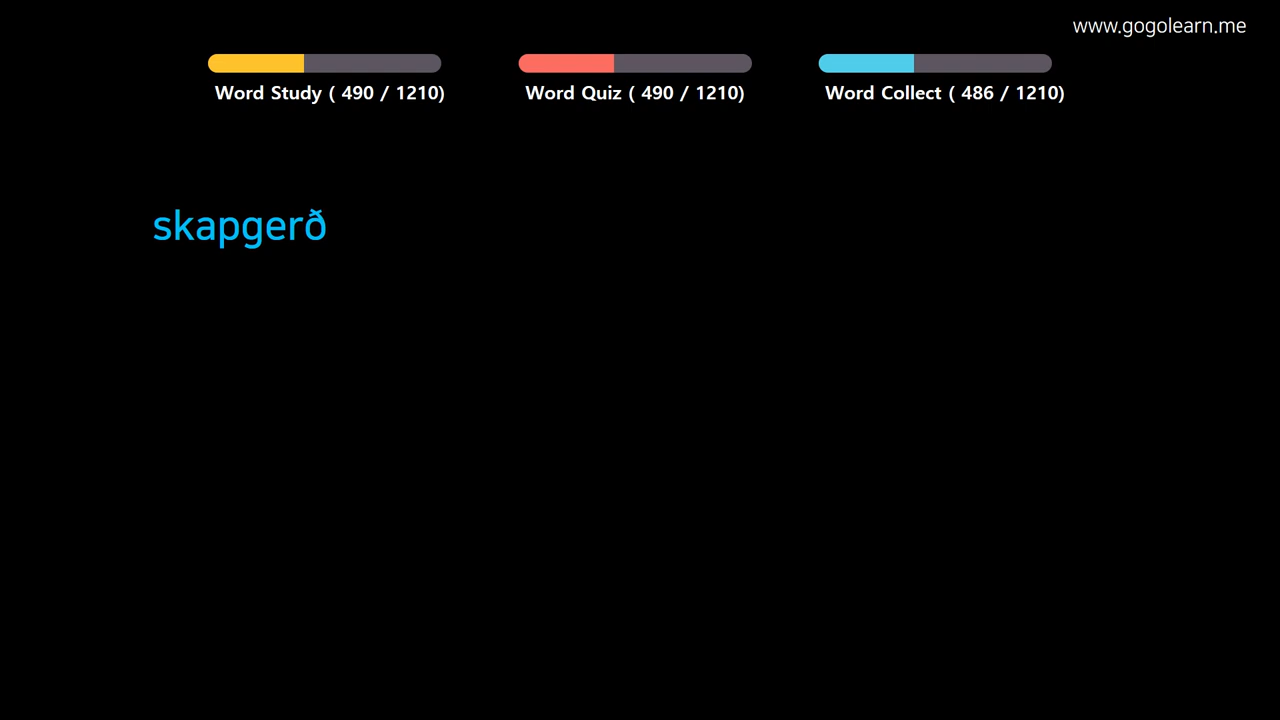 www.gogolearn.me
Word Study ( 490 / 1210)
Word Quiz ( 490 / 1210)
Word Collect ( 486 / 1210)
skapgerð